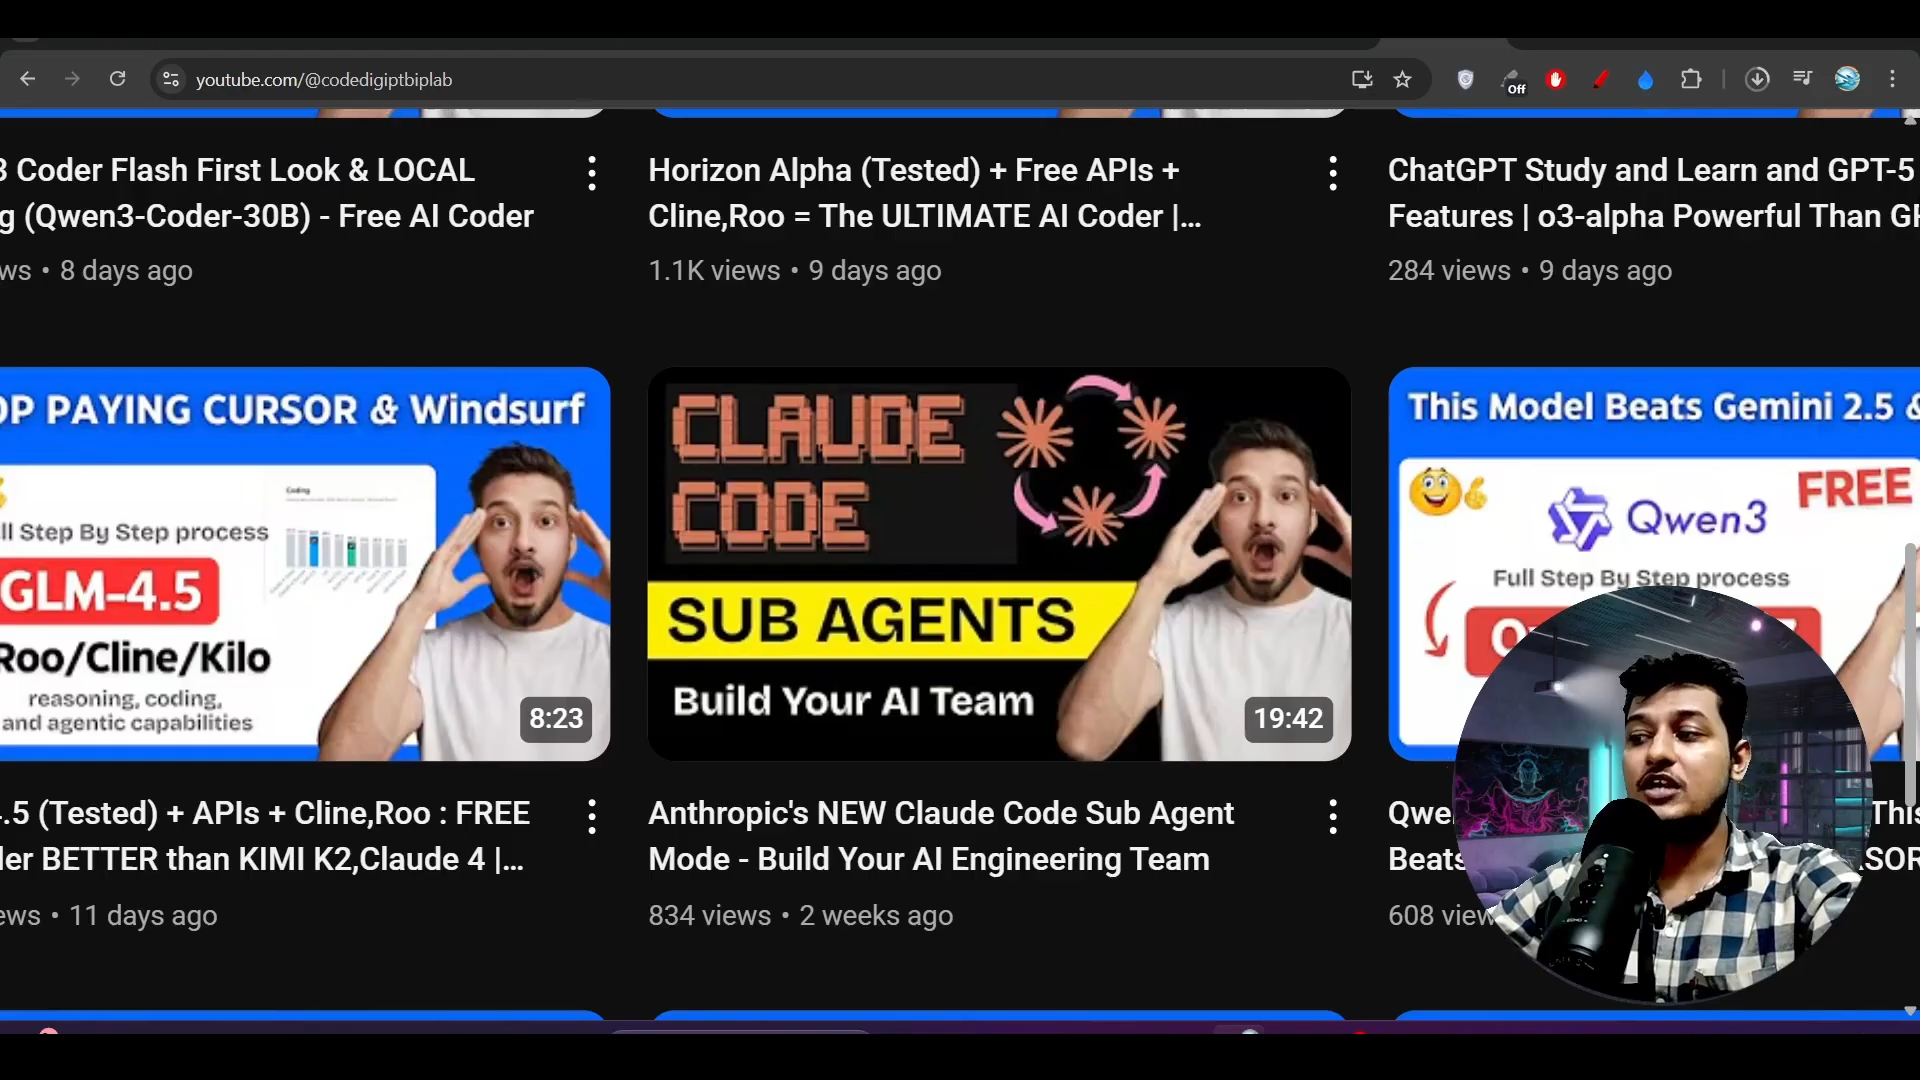 youtube.com/@codedigiptbiplab
Off
3 Coder Flash First Look & LOCAL
g (Qwen3-Coder-30B) - Free AI Coder
ws • 8 days ago
Horizon Alpha (Tested) + Free APIs +
Cline,Roo = The ULTIMATE AI Coder |...
1.1K views • 9 days ago
ChatGPT Study and Learn and GPT-5
Features | o3-alpha Powerful Than GP
284 views • 9 days ago
OP PAYING CURSOR & Windsurf
Coding
ll Step By Step process
GLM-4.5
Roo/Cline/Kilo
reasoning, coding,
and agentic capabilities
8:23
CLAUDE
CODE
SUB AGENTS
Build Your AI Team
19:42
This Model Beats Gemini 2.5 &
FREE
Qwen3
Full Step By Step process
.5 (Tested) + APIs + Cline,Roo : FREE
der BETTER than KIMI K2,Claude 4 |...
ews • 11 days ago
Anthropic's NEW Claude Code Sub Agent
Mode - Build Your AI Engineering Team
834 views • 2 weeks ago
Qwe This
Beats SOR
608 view